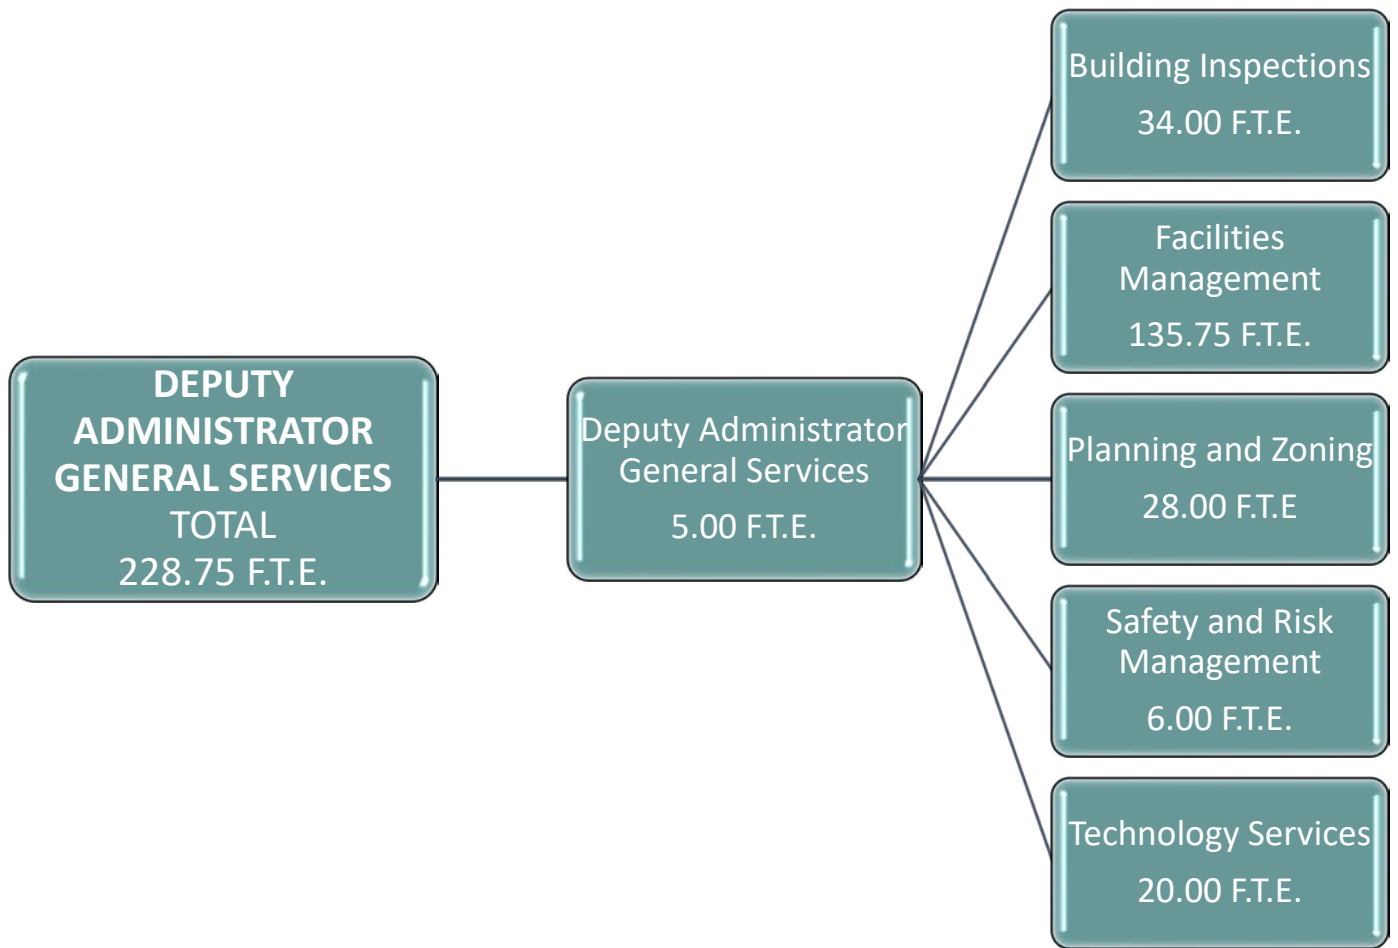 DEPUTY
ADMINISTRATOR
GENERAL SERVICES
TOTAL
228.75 F.T.E.
Deputy Administrator
General Services
5.00 F.T.E.
Building Inspections
34.00 F.T.E.
Facilities
Management
135.75 F.T.E.
Planning and Zoning
28.00 F.T.E
Safety and Risk
Management
6.00 F.T.E.
Technology Services
20.00 F.T.E.